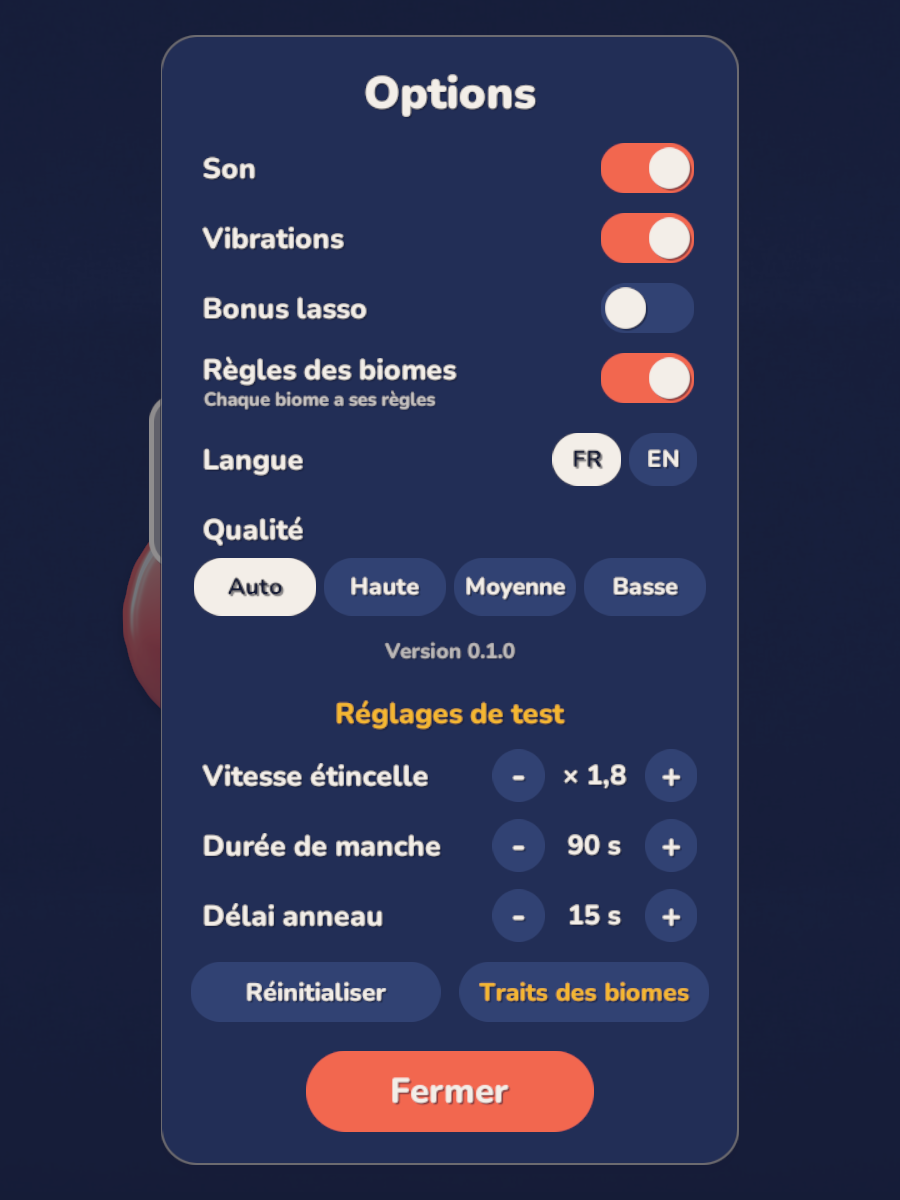 Options
Son
Vibrations
Bonus lasso
Règles des biomes
Chaque biome a ses règles
Langue FR EN
Qualité
Auto Haute Moyenne Basse
Version 0.1.0
Réglages de test
Vitesse étincelle - × 1,8 +
Durée de manche - 90 s +
Délai anneau - 15 s +
Réinitialiser Traits des biomes
Fermer